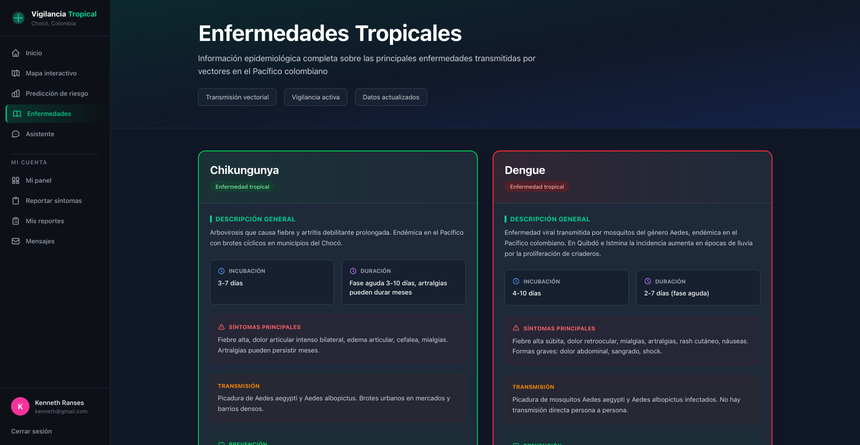 Vigilancia Tropical
Chocó, Colombia
Inicio
Mapa interactivo
Predicción de riesgo
Enfermedades
Asistente
MI CUENTA
Mi panel
Reportar síntomas
Mis reportes
Mensajes
K
Kenneth Ranses
kenneth@gmail.com
Cerrar sesión
Enfermedades Tropicales
Información epidemiológica completa sobre las principales enfermedades transmitidas por
vectores en el Pacífico colombiano
Transmisión vectorial
Vigilancia activa
Datos actualizados
Chikungunya
Enfermedad tropical
DESCRIPCIÓN GENERAL
Arbovirosis que causa fiebre y artritis debilitante prolongada. Endémica en el Pacífico
con brotes cíclicos en municipios del Chocó.
INCUBACIÓN
3-7 días
DURACIÓN
Fase aguda 3-10 días, artralgias
pueden durar meses
SÍNTOMAS PRINCIPALES
Fiebre alta, dolor articular intenso bilateral, edema articular, cefalea, mialgias.
Artralgias pueden persistir meses.
TRANSMISIÓN
Picadura de Aedes aegypti y Aedes albopictus. Brotes urbanos en mercados y
barrios densos.
PREVENCIÓN
Dengue
Enfermedad tropical
DESCRIPCIÓN GENERAL
Enfermedad viral transmitida por mosquitos del género Aedes, endémica en el
Pacífico colombiano. En Quibdó e Istmina la incidencia aumenta en épocas de lluvia
por la proliferación de criaderos.
INCUBACIÓN
4-10 días
DURACIÓN
2-7 días (fase aguda)
SÍNTOMAS PRINCIPALES
Fiebre alta súbita, dolor retroocular, mialgias, artralgias, rash cutáneo, náuseas.
Formas graves: dolor abdominal, sangrado, shock.
TRANSMISIÓN
Picadura de mosquitos Aedes aegypti y Aedes albopictus infectados. No hay
transmisión directa persona a persona.